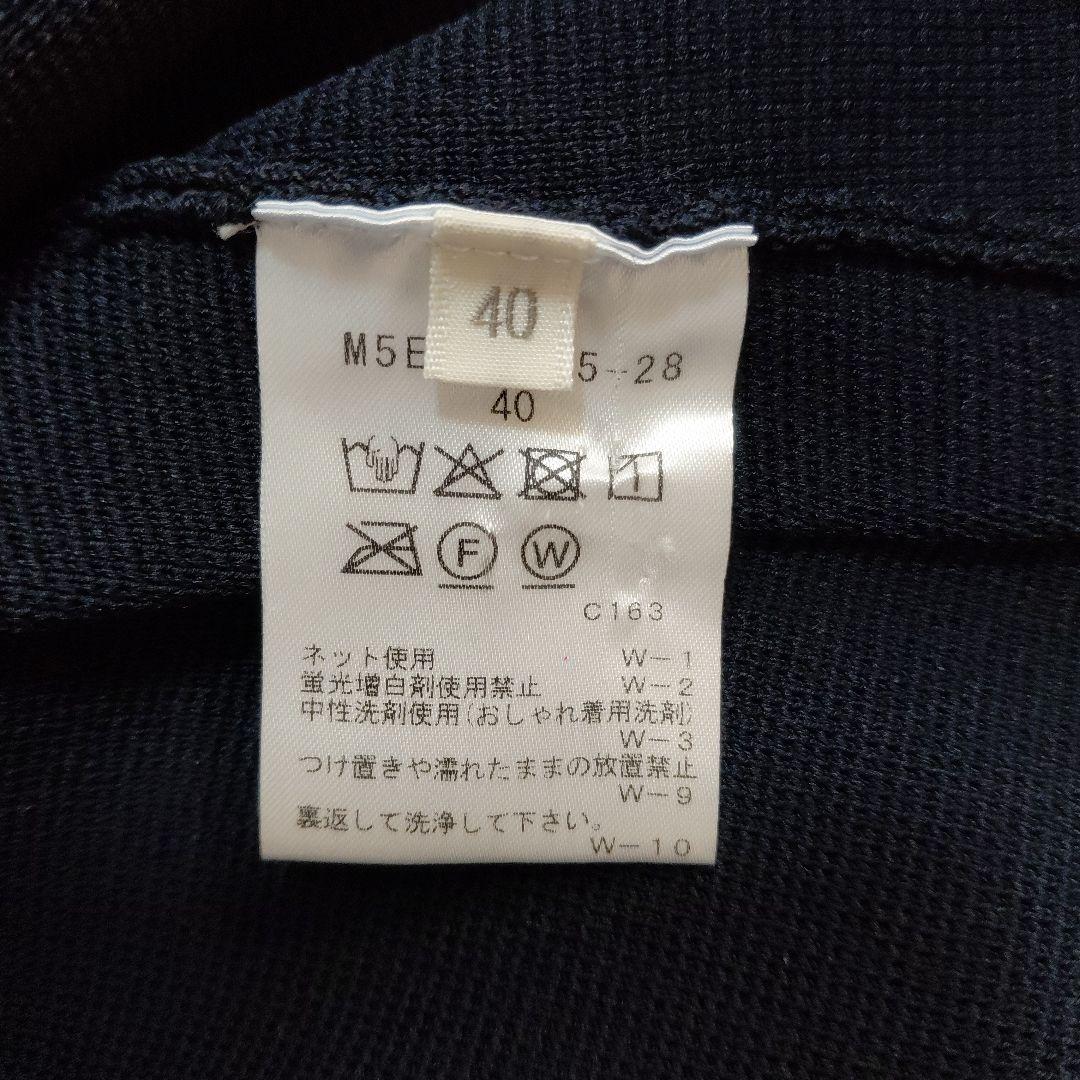 40
M5E 5-28
40
F W
C163
ネット使用 W-1
蛍光増白剤使用禁止 W-2
中性洗剤使用(おしゃれ着用洗剤)
W-3
つけ置きや濡れたままの放置禁止
W-9
裏返して洗浄して下さい。
W-10